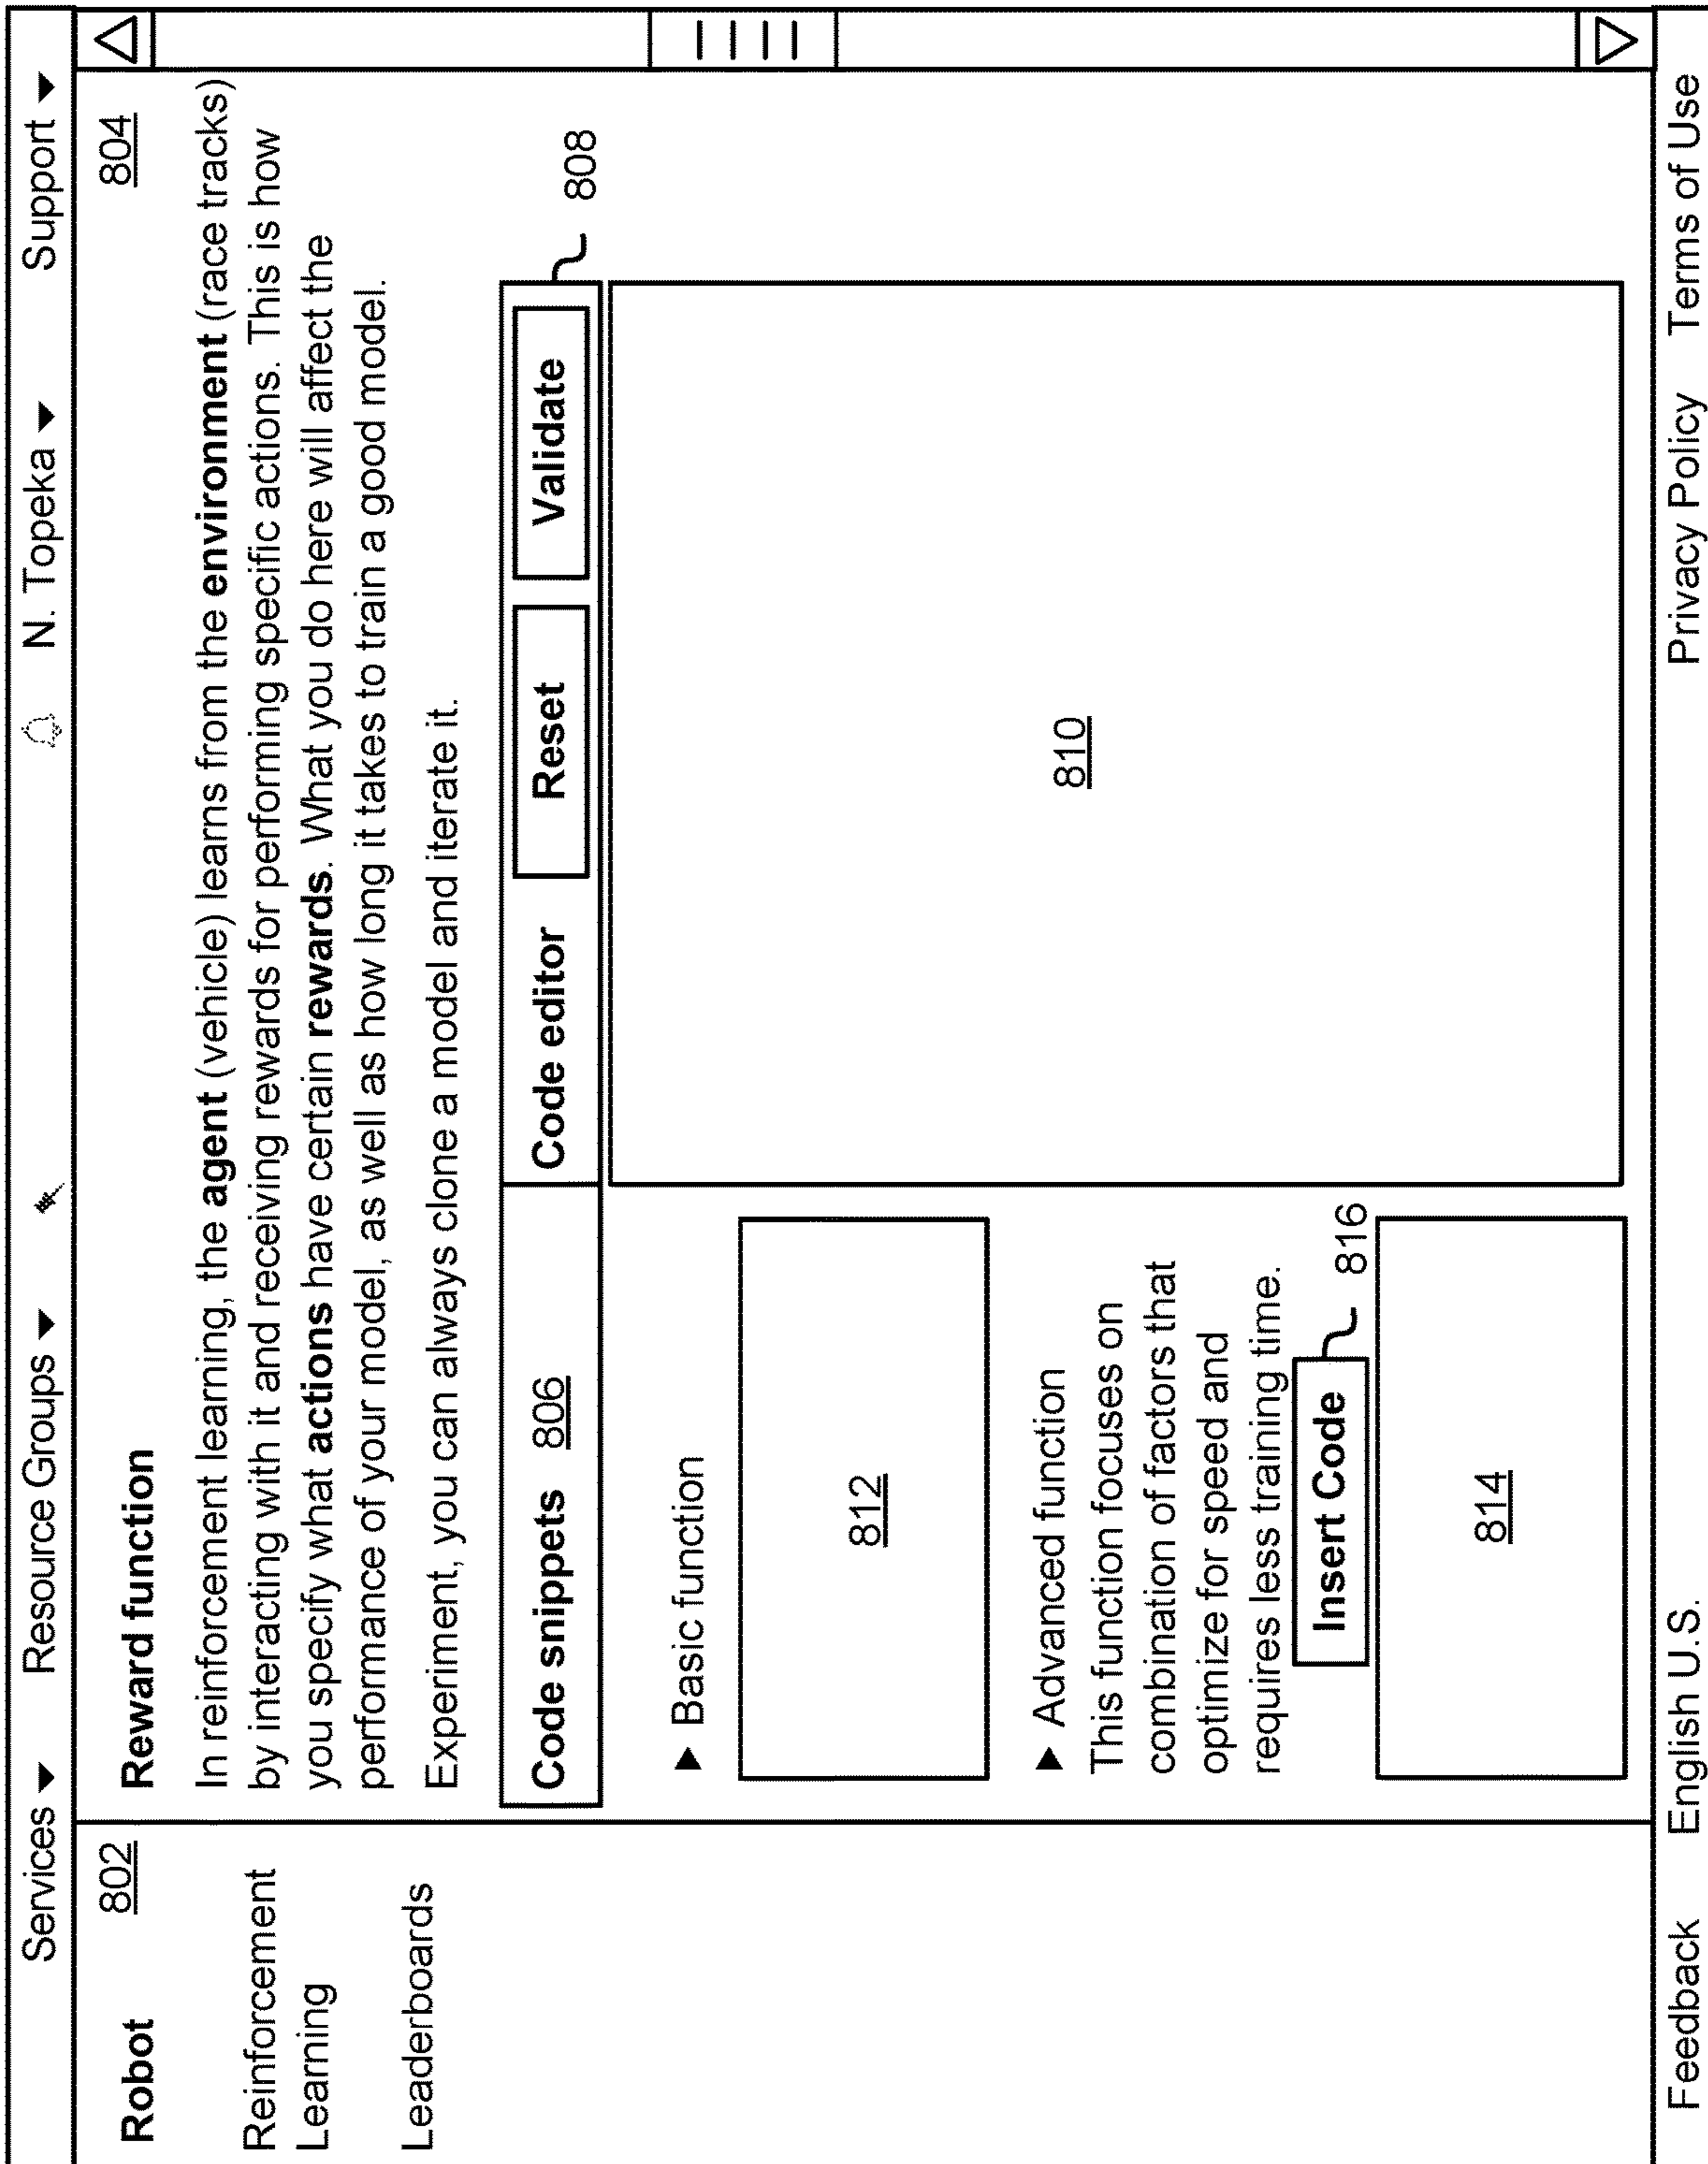 Services ▼ Resource Groups ▼ N. Topeka ▼ Support ▼
Robot 802
Reinforcement
Learning
Leaderboards
Reward function 804
In reinforcement learning, the agent (vehicle) learns from the environment (race tracks)
by interacting with it and receiving rewards for performing specific actions. This is how
you specify what actions have certain rewards. What you do here will affect the
performance of your model, as well as how long it takes to train a good model.
Experiment, you can always clone a model and iterate it.
Code snippets 806
Code editor Reset Validate 808
▶ Basic function
812
▶ Advanced function
This function focuses on
combination of factors that
optimize for speed and
requires less training time.
Insert Code 816
814
810
Feedback English U.S. Privacy Policy Terms of Use